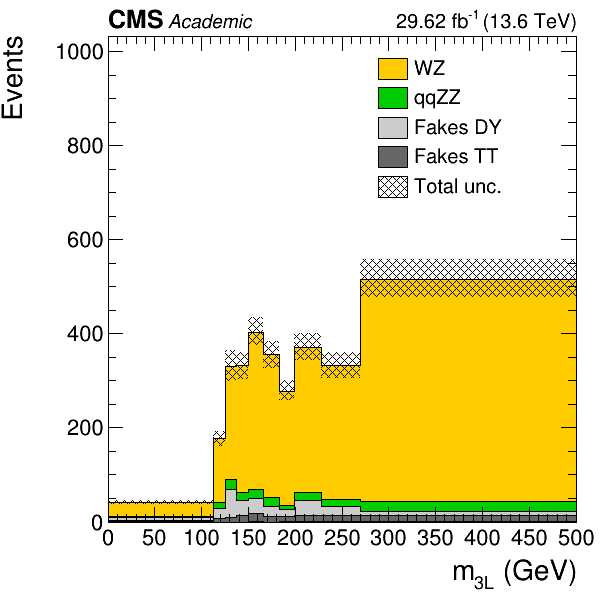 CMS Academic 29.62 fb⁻¹ (13.6 TeV)
Events
1000
800
600
400
200
0
WZ
qqZZ
Fakes DY
Fakes TT
Total unc.
0 50 100 150 200 250 300 350 400 450 500
m₃L (GeV)